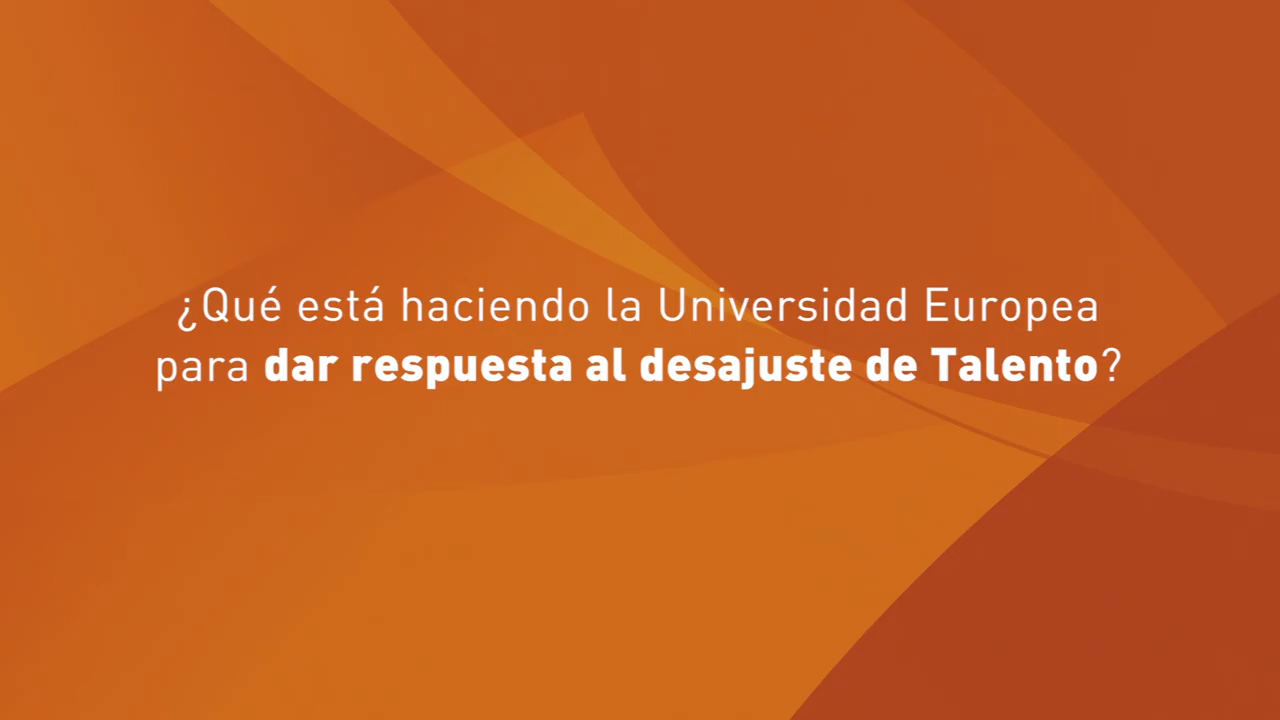 ¿Qué está haciendo la Universidad Europea
para dar respuesta al desajuste de Talento?